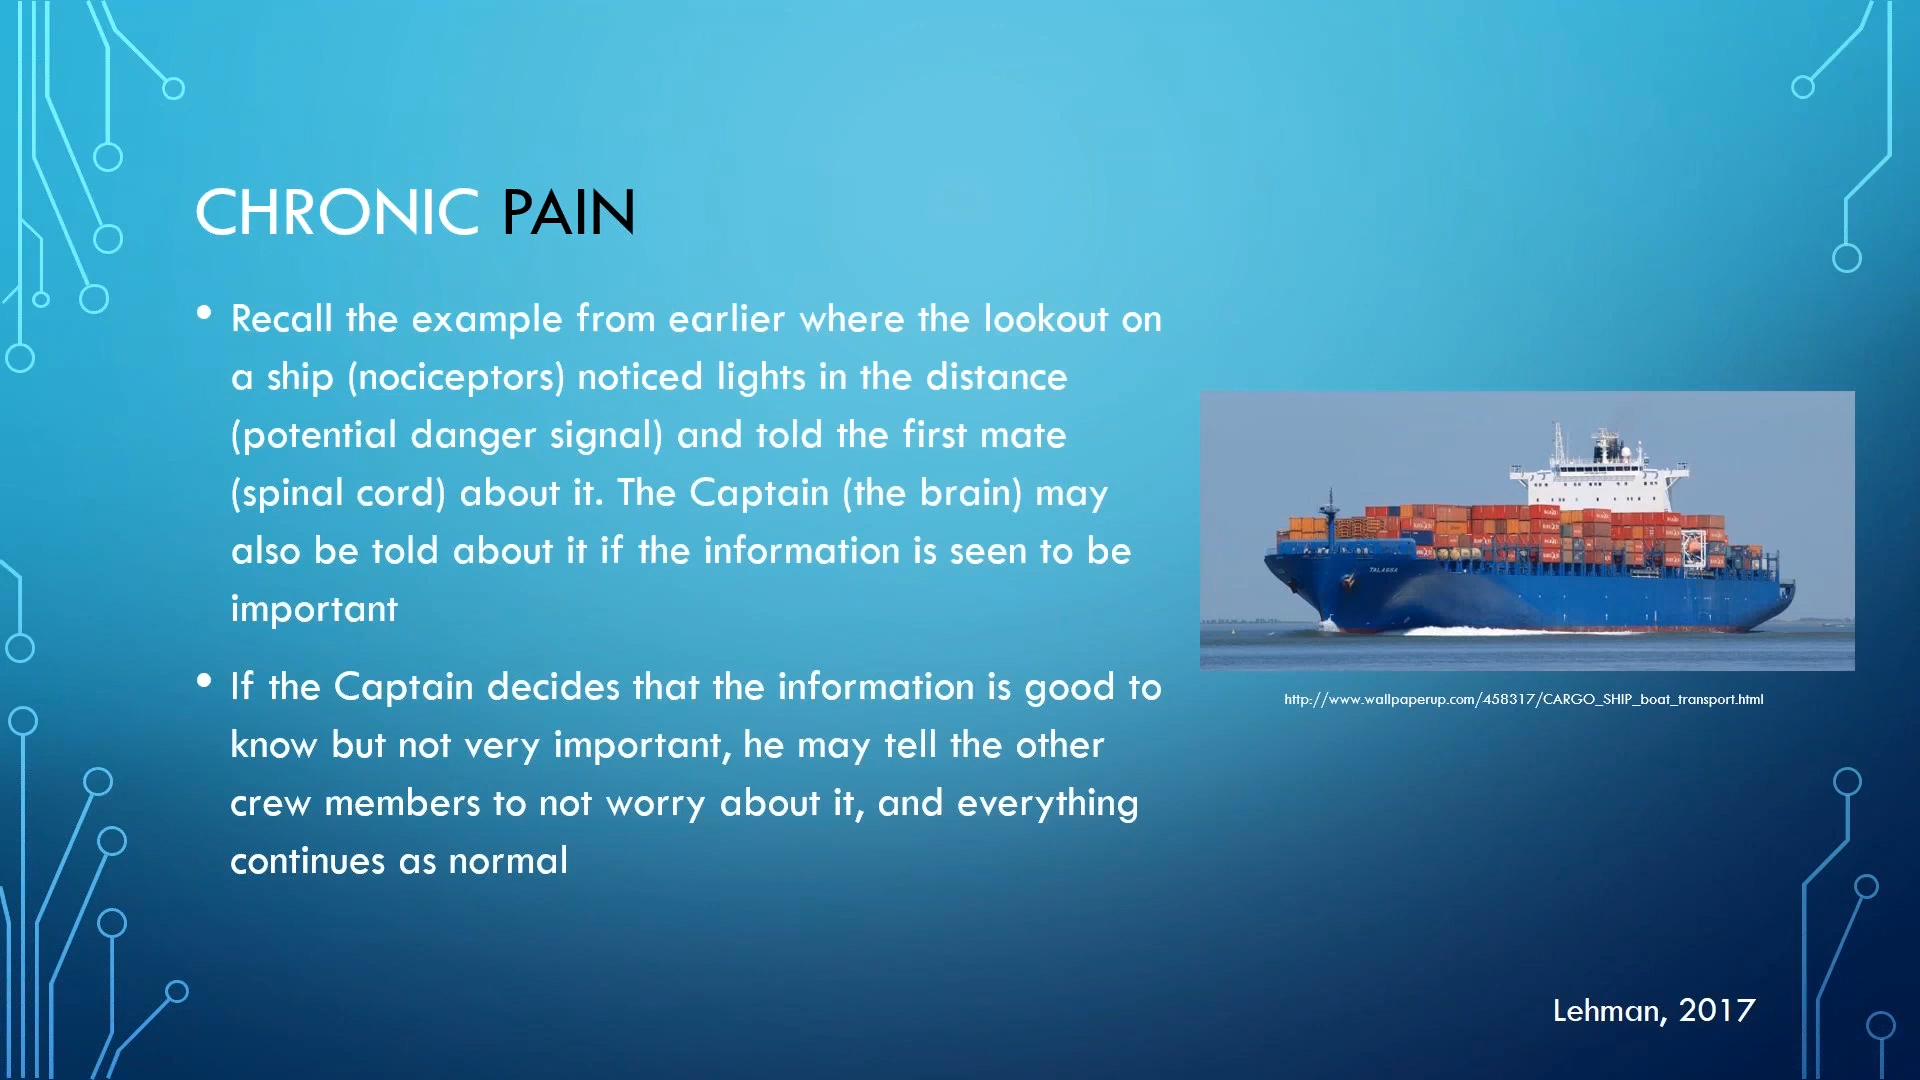 CHRONIC PAIN
• Recall the example from earlier where the lookout on
a ship (nociceptors) noticed lights in the distance
(potential danger signal) and told the first mate
(spinal cord) about it. The Captain (the brain) may
also be told about it if the information is seen to be
important
• If the Captain decides that the information is good to
know but not very important, he may tell the other
crew members to not worry about it, and everything
continues as normal
TALASSA
http://www.wallpaperup.com/458317/CARGO_SHIP_boat_transport.html
Lehman, 2017